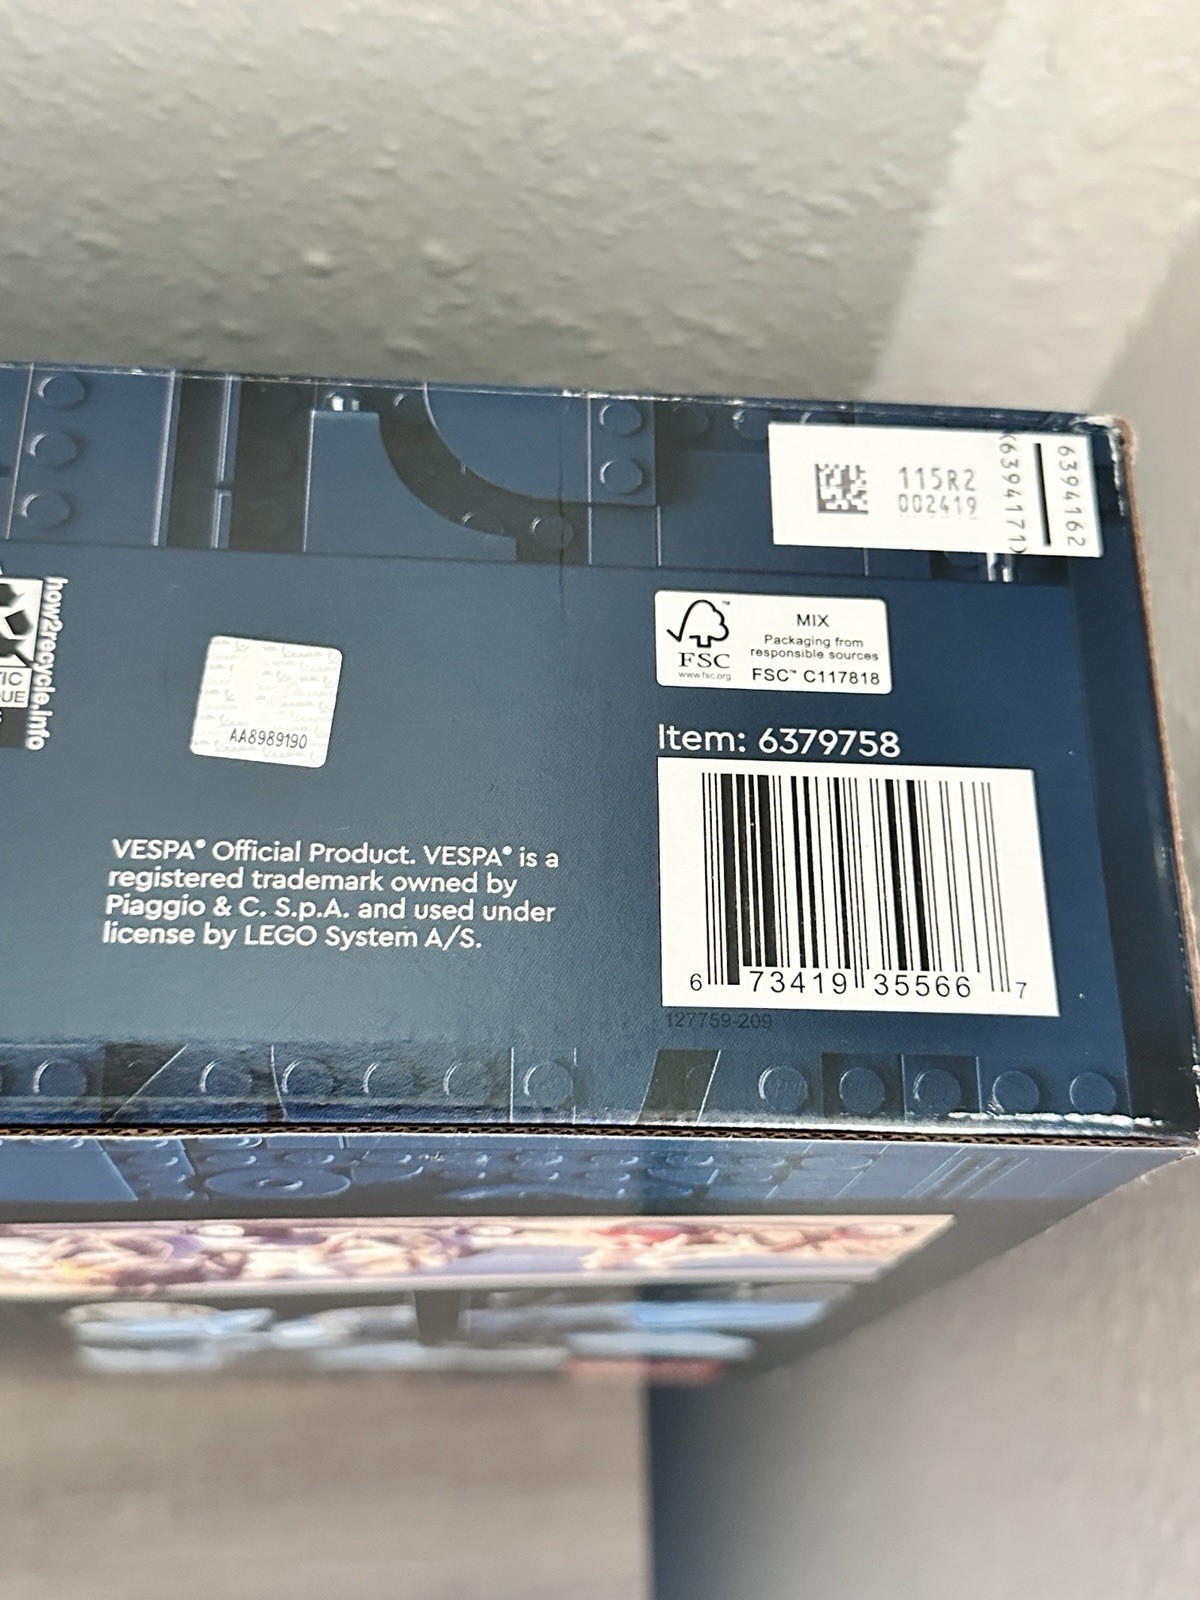 115R2
002419
(6394171)
6394162
how2recycle.info
FSC
™
www.fsc.org
MIX
Packaging from
responsible sources
FSC™ C117818
AA8989190
Item: 6379758
VESPA® Official Product. VESPA® is a
registered trademark owned by
Piaggio & C. S.p.A. and used under
license by LEGO System A/S.
6 73419 35566 7
127759-209